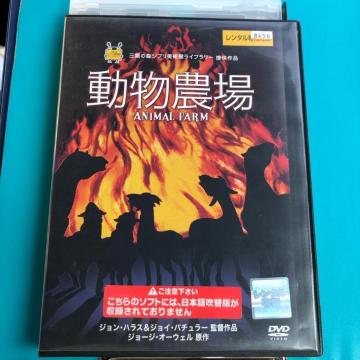 レンタル専用
8456
三鷹の森ジブリ美術館ライブラリー 提供作品
動物農場
ANIMAL FARM
ご注意下さい
こちらのソフトには、日本語吹替版が
収録されておりません
ジョン・ハラス&ジョイ・バチュラー 監督作品
ジョージ・オーウェル 原作
DVD
VIDEO